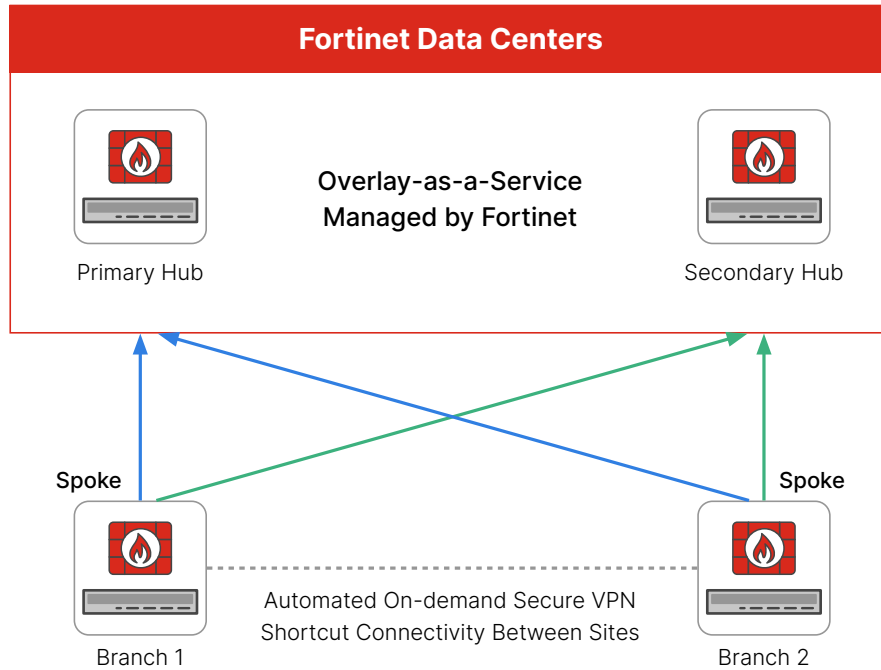 Fortinet Data Centers
Overlay-as-a-Service
Managed by Fortinet
Primary Hub
Secondary Hub
Spoke
Spoke
Automated On-demand Secure VPN
Shortcut Connectivity Between Sites
Branch 1
Branch 2